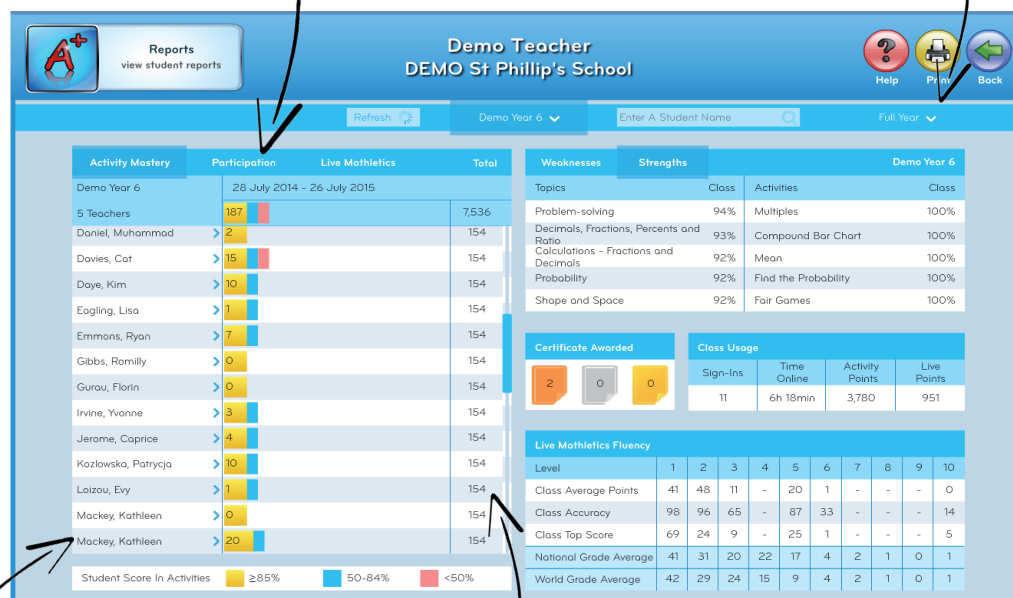 Reports
view student reports
Demo Teacher
DEMO St Phillip's School
Help
Print
Back
Refresh
Demo Year 6
Enter A Student Name
Full Year
Activity Mastery Participation Live Mathletics Total
Demo Year 6 28 July 2014 - 26 July 2015
5 Teachers 187 7,536
Daniel, Muhammad 2 154
Davies, Cat 15 154
Daye, Kim 10 154
Eagling, Lisa 1 154
Emmons, Ryan 7 154
Gibbs, Romilly 0 154
Gurau, Florin 0 154
Irvine, Yvonne 3 154
Jerome, Caprice 4 154
Kozlowska, Patrycja 10 154
Loizou, Evy 1 154
Mackey, Kathleen 0 154
Mackey, Kathleen 20 154
Student Score In Activities ≥85% 50-84% <50%
Weaknesses Strengths Demo Year 6
Topics Class Activities Class
Problem-solving 94% Multiples 100%
Decimals, Fractions, Percents and
Ratio 93% Compound Bar Chart 100%
Calculations - Fractions and
Decimals 92% Mean 100%
Probability 92% Find the Probability 100%
Shape and Space 92% Fair Games 100%
Certificate Awarded
2 0 0
Class Usage
Sign-Ins Time Online Activity Points Live Points
11 6h 18min 3,780 951
Live Mathletics Fluency
Level 1 2 3 4 5 6 7 8 9 10
Class Average Points 41 48 11 - 20 1 - - - 0
Class Accuracy 98 96 65 - 87 33 - - - 14
Class Top Score 69 24 9 - 25 1 - - - 5
National Grade Average 41 31 20 22 17 4 2 1 0 1
World Grade Average 42 29 24 15 9 4 2 1 0 1